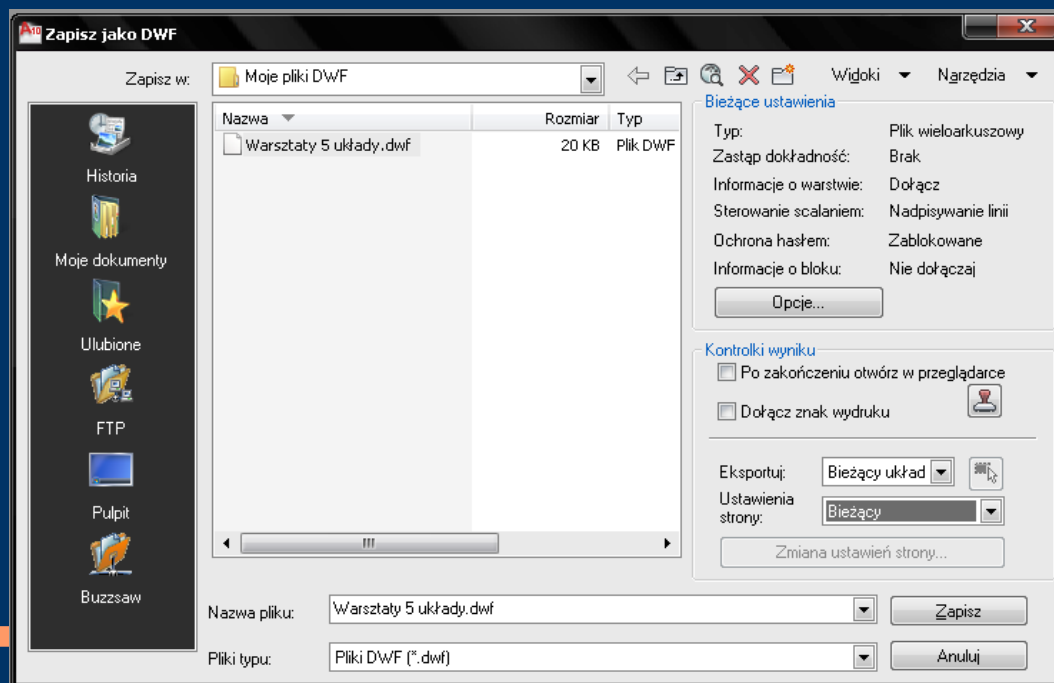 A10 Zapisz jako DWF
Zapisz w: Moje pliki DWF Widoki Narzędzia
Historia
Moje dokumenty
Ulubione
FTP
Pulpit
Buzzsaw
Nazwa Rozmiar Typ
Warsztaty 5 układy.dwf 20 KB Plik DWF
Bieżące ustawienia
Typ: Plik wieloarkuszowy
Zastąp dokładność: Brak
Informacje o warstwie: Dołącz
Sterowanie scalaniem: Nadpisywanie linii
Ochrona hasłem: Zablokowane
Informacje o bloku: Nie dołączaj
Opcje...
Kontrolki wyniku
Po zakończeniu otwórz w przeglądarce
Dołącz znak wydruku
Eksportuj: Bieżący układ
Ustawienia
strony: Bieżący
Zmiana ustawień strony...
Nazwa pliku: Warsztaty 5 układy.dwf Zapisz
Pliki typu: Pliki DWF (*.dwf) Anuluj